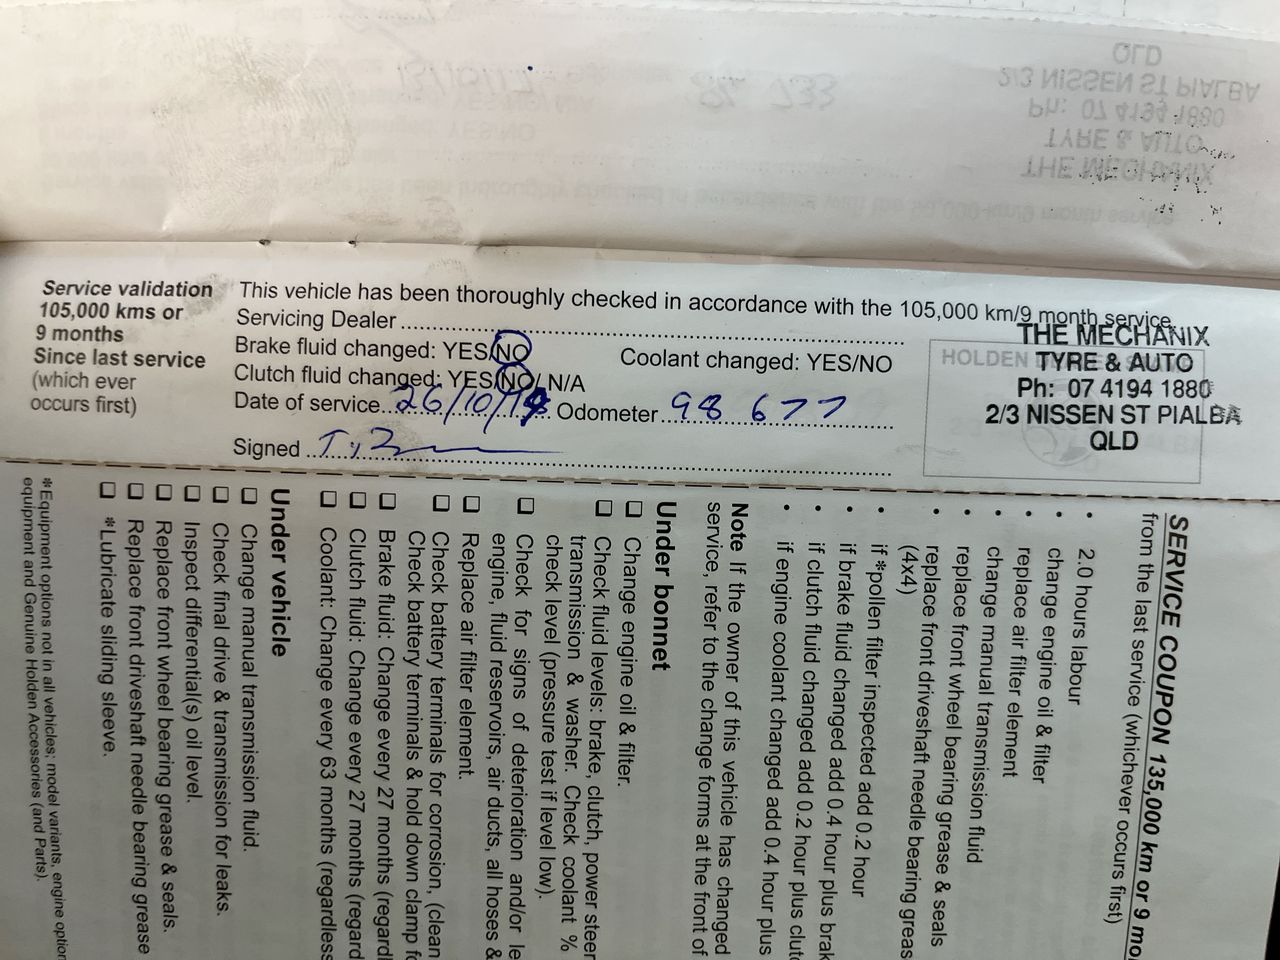 Service validation
105,000 kms or
9 months
Since last service
(which ever
occurs first)
This vehicle has been thoroughly checked in accordance with the 105,000 km/9 month service.
Servicing Dealer
Brake fluid changed: YES/NO
Coolant changed: YES/NO
Clutch fluid changed: YES/NO/ N/A
Date of service 26/10/18 Odometer 98 677
Signed
THE MECHANIX
TYRE & AUTO
Ph: 07 4194 1880
2/3 NISSEN ST PIALBA
QLD
HOLDEN
SERVICE COUPON 135,000 km or 9
from the last service (whichever occurs first)
• 2.0 hours labour
• change engine oil & filter
• replace air filter element
• change manual transmission fluid
• replace front wheel bearing grease & seals
• replace front driveshaft needle bearing
(4x4)
• if *pollen filter inspected add 0.2 hour
• if brake fluid changed add 0.4 hour plus
• if clutch fluid changed add 0.2 hour plus
• if engine coolant changed add 0.4 hour plus
Note If the owner of this vehicle has changed
service, refer to the change forms at the front of
Under bonnet
Change engine oil & filter.
Check fluid levels: brake, clutch, power
transmission & washer. Check coolant %
check level (pressure test if level low).
Check for signs of deterioration and/or
engine, fluid reservoirs, air ducts, all hoses &
Replace air filter element.
Check battery terminals for corrosion, (clean
Check battery terminals & hold down clamp
Brake fluid: Change every 27 months
Clutch fluid: Change every 27 months
Coolant: Change every 63 months (regardless
Under vehicle
Change manual transmission fluid.
Check final drive & transmission for leaks.
Inspect differential(s) oil level.
Replace front wheel bearing grease & seals.
Replace front driveshaft needle bearing grease
*Lubricate sliding sleeve.
*Equipment options not in all vehicles; model variants, engine
equipment and Genuine Holden Accessories (and Parts).